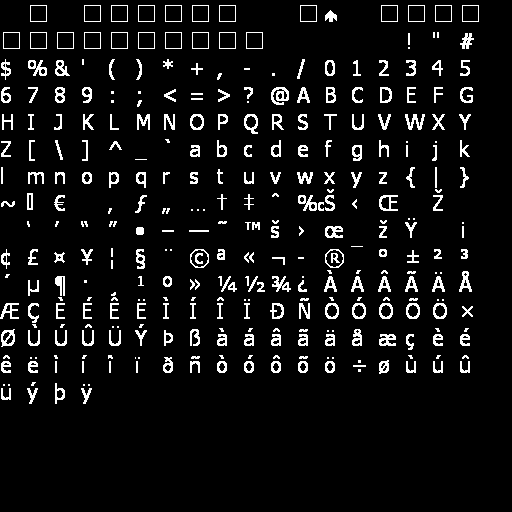 □ □ □ □ □ □ □ □ ♠ □ □ □ □
□ □ □ □ □ □ □ □ □ □ ! " #
$ % & ' ( ) * + , - . / 0 1 2 3 4 5
6 7 8 9 : ; < = > ? @ A B C D E F G
H I J K L M N O P Q R S T U V W X Y
Z [ \ ] ^ _ ` a b c d e f g h i j k
l m n o p q r s t u v w x y z { | }
~ € ‚ ƒ „ … † ‡ ˆ ‰ Š ‹ Œ Ž
‘ ’ “ ” • – — ˜ ™ š › œ ž Ÿ ¡
¢ £ ¤ ¥ ¦ § ¨ © ª « ¬ - ® ¯ ° ± ² ³
´ µ ¶ · ¸ ¹ º » ¼ ½ ¾ ¿ À Á Â Ã Ä Å
Æ Ç È É Ê Ë Ì Í Î Ï Ð Ñ Ò Ó Ô Õ Ö ×
Ø Ù Ú Û Ü Ý Þ ß à á â ã ä å æ ç è é
ê ë ì í î ï ð ñ ò ó ô õ ö ÷ ø ù ú û
ü ý þ ÿ